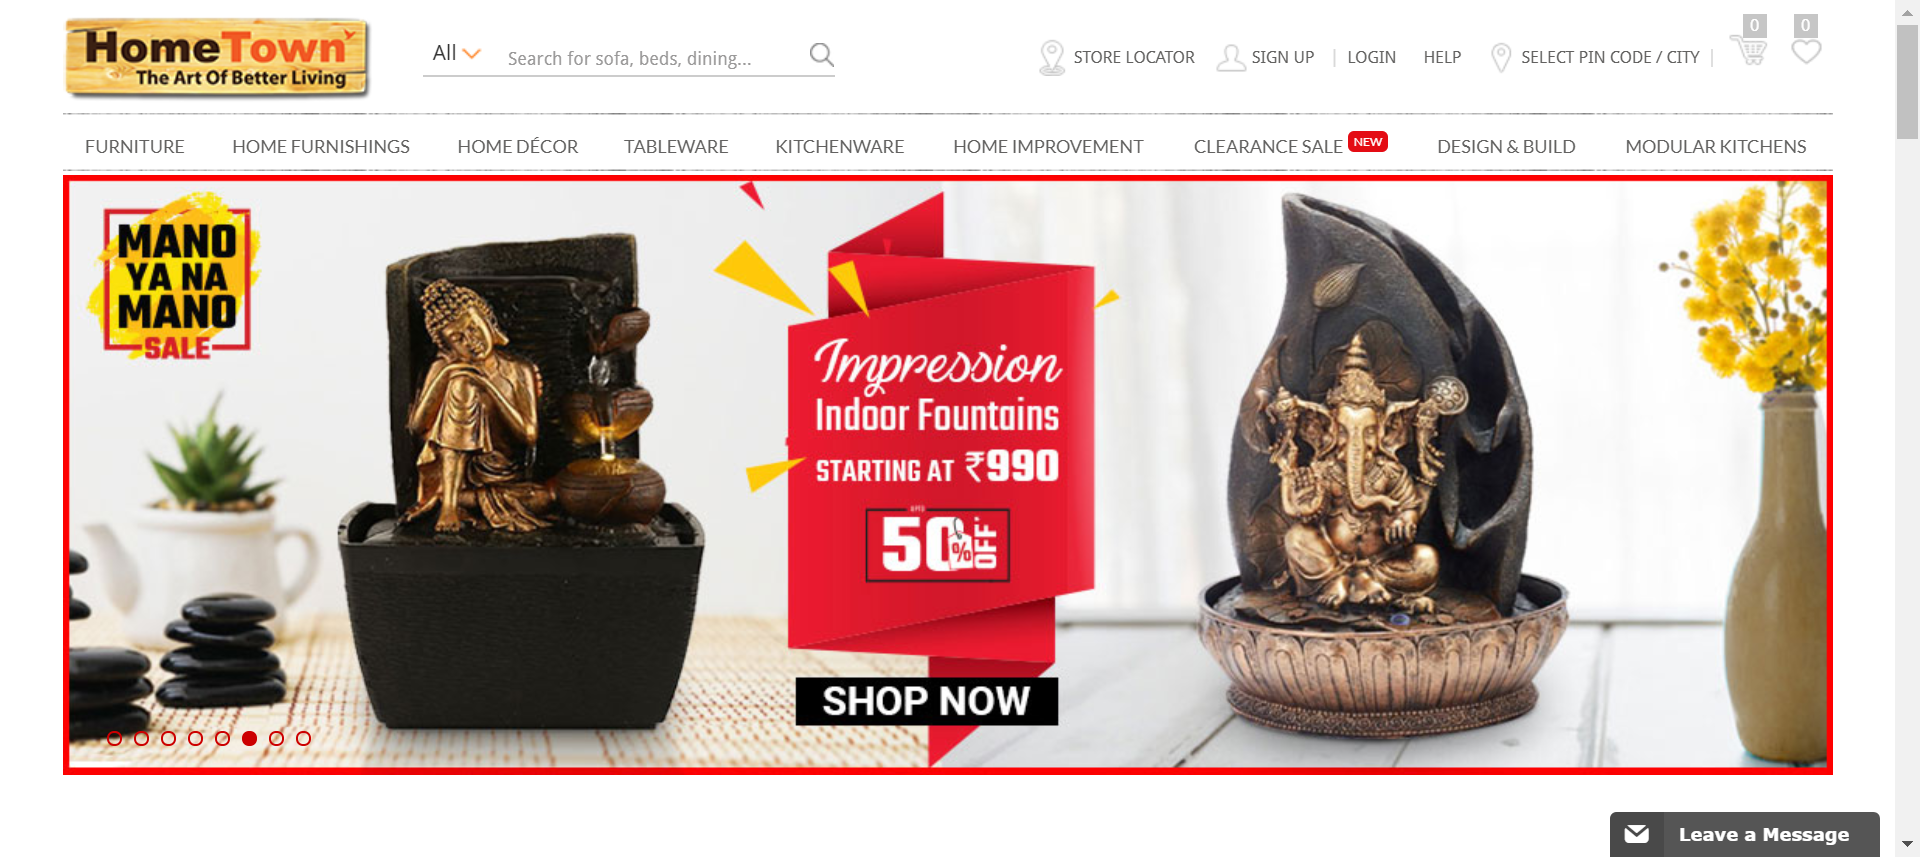 HomeTown
The Art Of Better Living
All
Search for sofa, beds, dining...
STORE LOCATOR
SIGN UP
LOGIN
HELP
SELECT PIN CODE / CITY
0
0
FURNITURE
HOME FURNISHINGS
HOME DÉCOR
TABLEWARE
KITCHENWARE
HOME IMPROVEMENT
CLEARANCE SALE NEW
DESIGN & BUILD
MODULAR KITCHENS
MANO
YA NA
MANO
SALE
Impression
Indoor Fountains
STARTING AT ₹990
UPTO
50% OFF*
SHOP NOW
Leave a Message